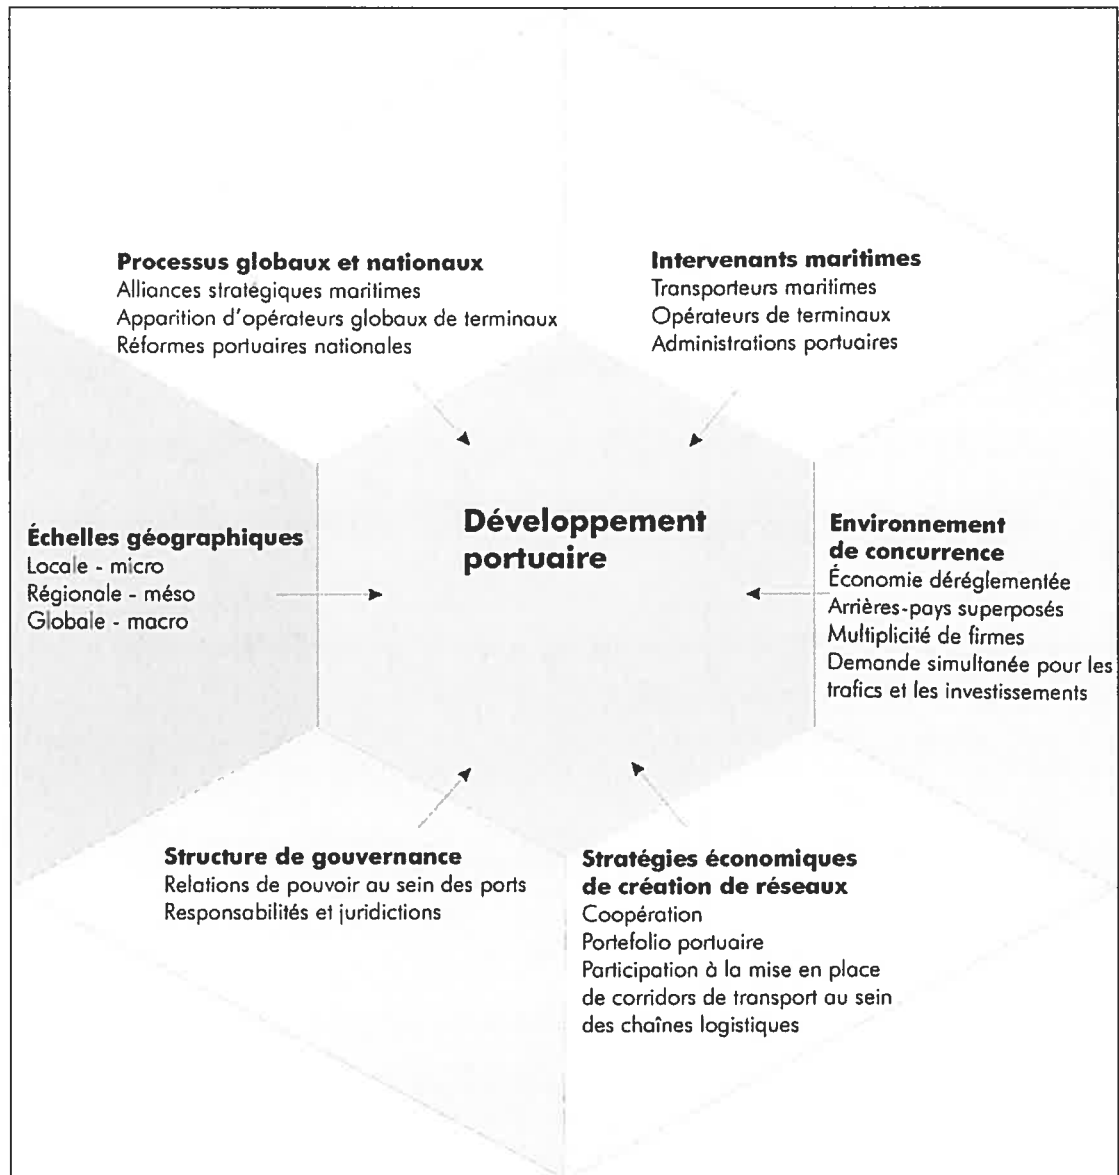 Processus globaux et nationaux
Alliances stratégiques maritimes
Apparition d'opérateurs globaux de terminaux
Réformes portuaires nationales
Intervenants maritimes
Transporteurs maritimes
Opérateurs de terminaux
Administrations portuaires
Échelles géographiques
Locale - micro
Régionale - méso
Globale - macro
Développement
portuaire
Environnement
de concurrence
Économie déréglementée
Arrières-pays superposés
Multiplicité de firmes
Demande simultanée pour les
trafics et les investissements
Structure de gouvernance
Relations de pouvoir au sein des ports
Responsabilités et juridictions
Stratégies économiques
de création de réseaux
Coopération
Portefolio portuaire
Participation à la mise en place
de corridors de transport au sein
des chaînes logistiques